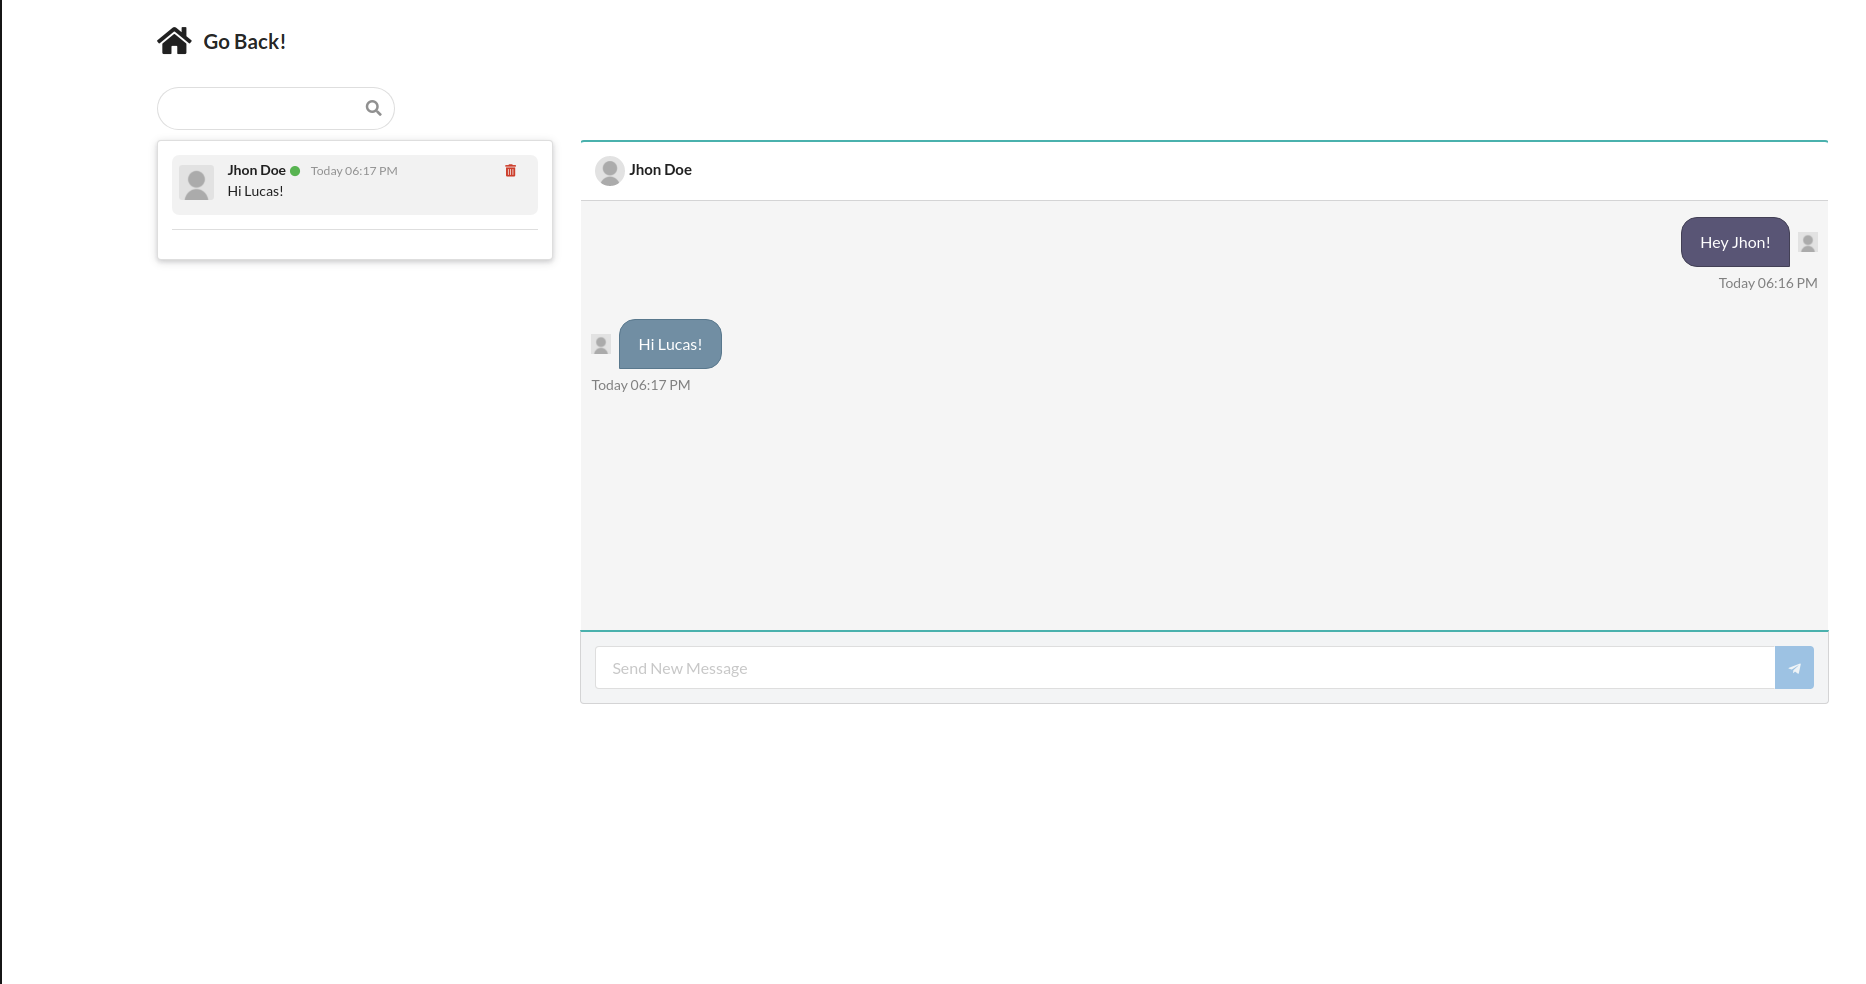 Go Back!
Jhon Doe Today 06:17 PM
Hi Lucas!
Jhon Doe
Hey Jhon!
Today 06:16 PM
Hi Lucas!
Today 06:17 PM
Send New Message